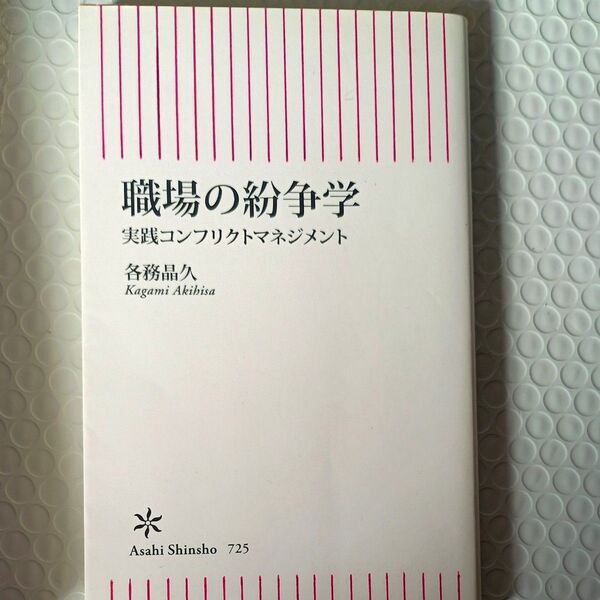 職場の紛争学
実践コンフリクトマネジメント
各務晶久
Kagami Akihisa
Asahi Shinsho 725